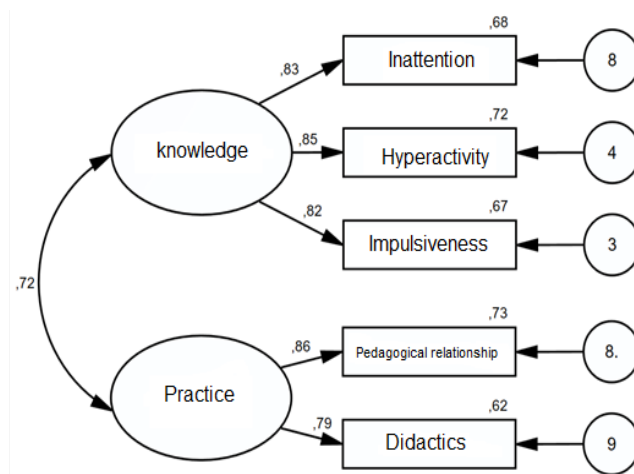 ,68
,83
Inattention
8
,72
knowledge
,85
Hyperactivity
4
,82
,67
Impulsiveness
3
,72
,73
,86
Pedagogical relationship
8.
Practice
,62
,79
Didactics
9